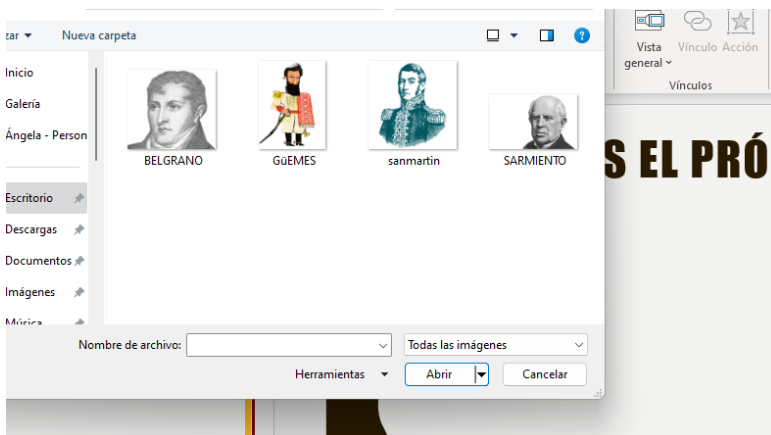 zar Nueva carpeta
Inicio
Galería
Ángela - Person
Escritorio
Descargas
Documentos
Imágenes
Música
BELGRANO GüEMES sanmartin SARMIENTO
Nombre de archivo: Todas las imágenes
Herramientas Abrir Cancelar
Vista general Vínculo Acción
Vínculos
S EL PRÓ